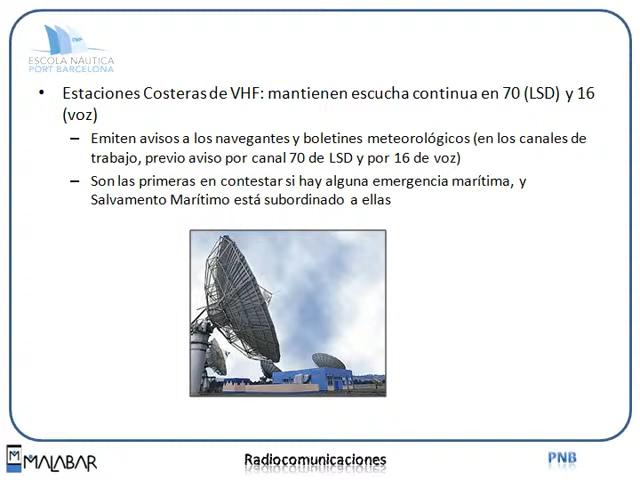 ESCOLA NÀUTICA
PORT BARCELONA
• Estaciones Costeras de VHF: mantienen escucha continua en 70 (LSD) y 16
(voz)
– Emiten avisos a los navegantes y boletines meteorológicos (en los canales de
trabajo, previo aviso por canal 70 de LSD y por 16 de voz)
– Son las primeras en contestar si hay alguna emergencia marítima, y
Salvamento Marítimo está subordinado a ellas
MALABAR
Radiocomunicaciones
PNB